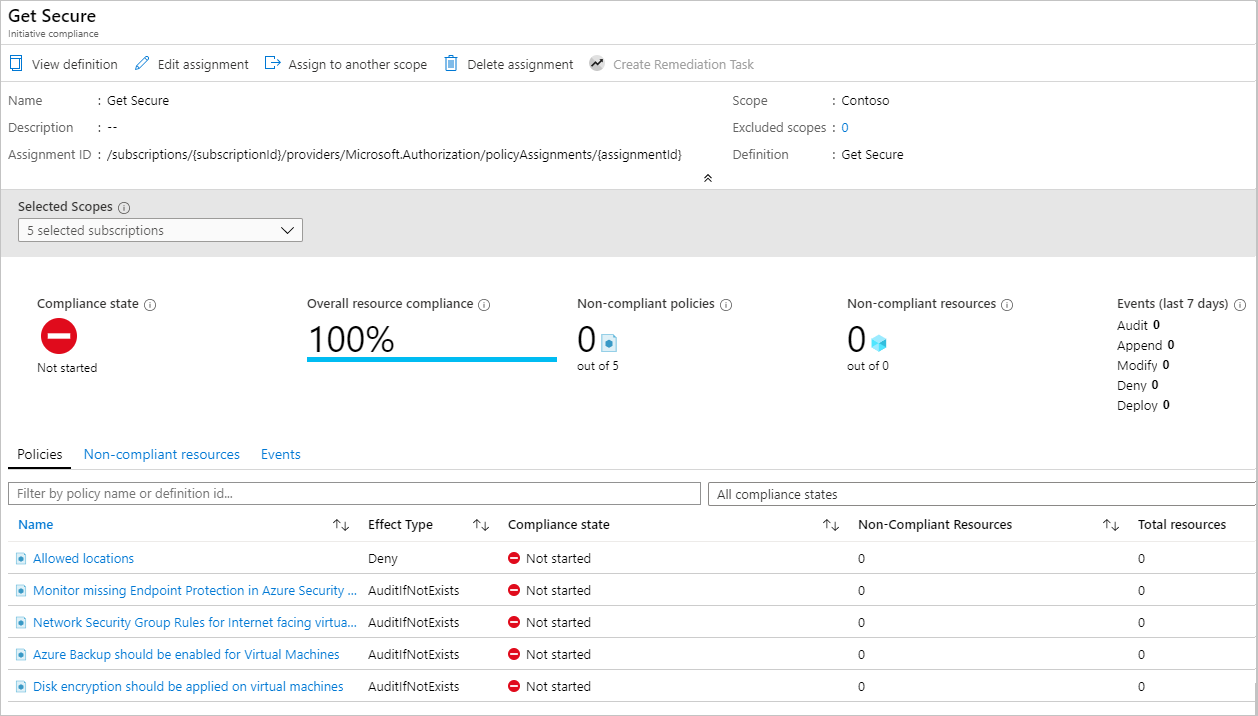 Get Secure
Initiative compliance
View definition Edit assignment Assign to another scope Delete assignment Create Remediation Task
Name : Get Secure Scope : Contoso
Description : -- Excluded scopes : 0
Assignment ID : /subscriptions/{subscriptionId}/providers/Microsoft.Authorization/policyAssignments/{assignmentId} Definition : Get Secure
Selected Scopes
5 selected subscriptions
Compliance state Overall resource compliance Non-compliant policies Non-compliant resources Events (last 7 days)
100% 0 0 Audit 0
Append 0
Not started out of 5 out of 0 Modify 0
Deny 0
Deploy 0
Policies Non-compliant resources Events
Filter by policy name or definition id... All compliance states
Name Effect Type Compliance state Non-Compliant Resources Total resources
Allowed locations Deny Not started 0 0
Monitor missing Endpoint Protection in Azure Security ... AuditIfNotExists Not started 0 0
Network Security Group Rules for Internet facing virtua... AuditIfNotExists Not started 0 0
Azure Backup should be enabled for Virtual Machines AuditIfNotExists Not started 0 0
Disk encryption should be applied on virtual machines AuditIfNotExists Not started 0 0